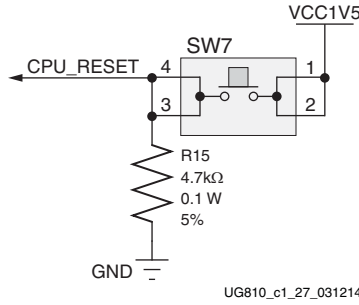 VCC1V5
SW7
CPU_RESET
4
1
3
2
R15
4.7kΩ
0.1 W
5%
GND
UG810_c1_27_031214